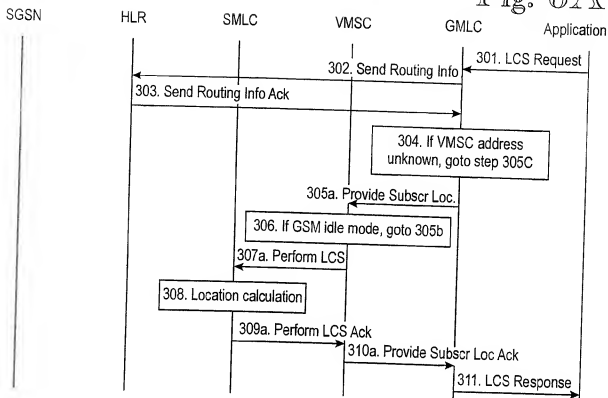 Fig.
SGSN HLR SMLC VMSC GMLC Application
301. LCS Request
302. Send Routing Info
303. Send Routing Info Ack
304. If VMSC address
unknown, goto step 305C
305a. Provide Subscr Loc.
306. If GSM idle mode, goto 305b
307a. Perform LCS
308. Location calculation
309a. Perform LCS Ack
310a. Provide Subscr Loc Ack
311. LCS Response